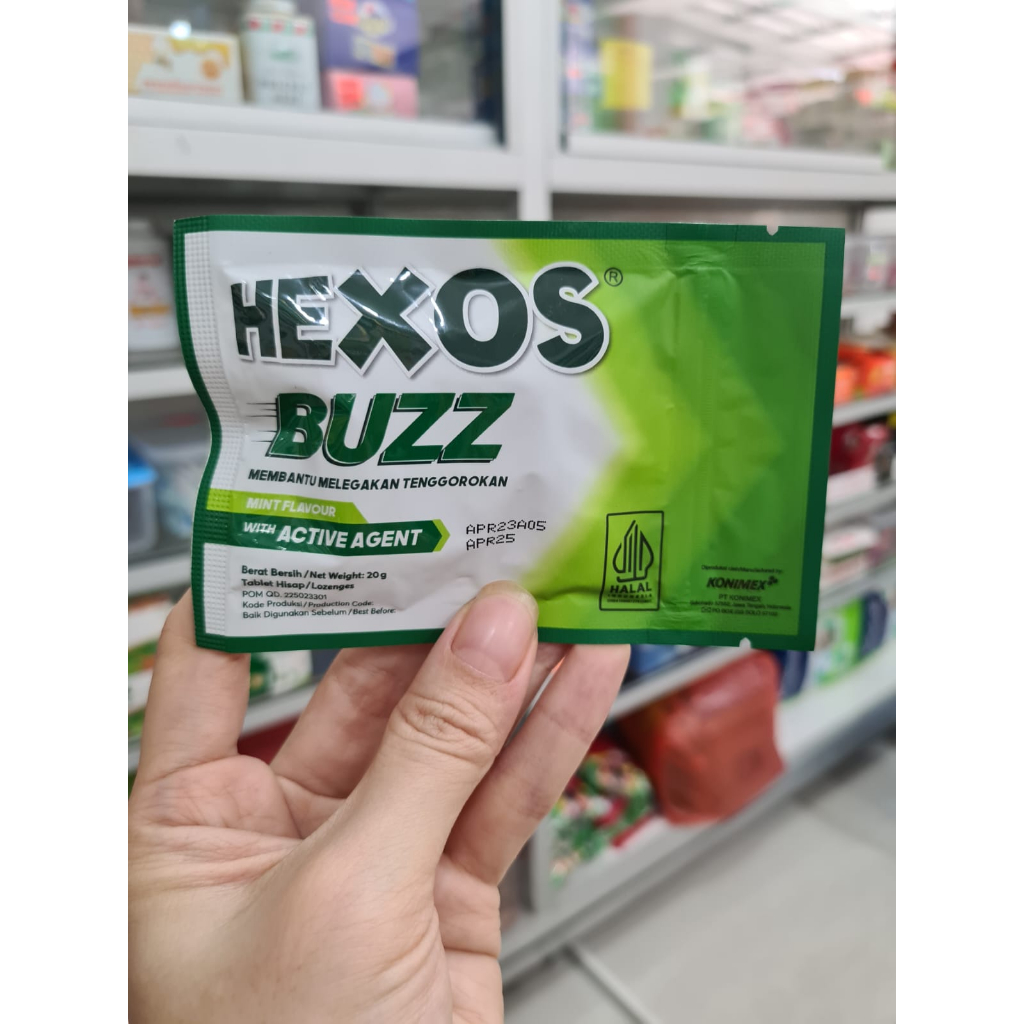 HEXOS®
BUZZ
MEMBANTU MELEGAKAN TENGGOROKAN
MINT FLAVOUR
WITH ACTIVE AGENT
APR23A05
APR25
Berat Bersih / Net Weight: 20 g
Tablet Hisap / Lozenges
POM QD. 225023301
Kode Produksi / Production Code:
Baik Digunakan Sebelum / Best Before:
HALAL
INDONESIA
KONIMEX
PT KONIMEX